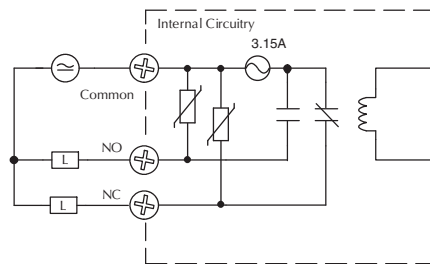 Internal Circuitry
3.15A
Common
NO
L
NC
L